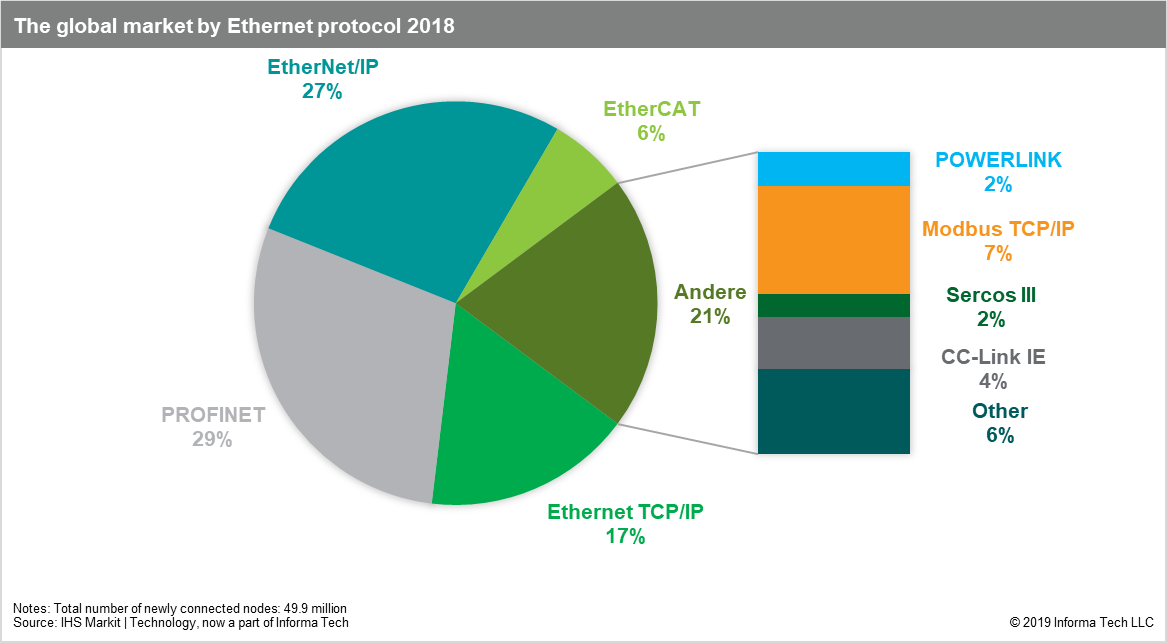 The global market by Ethernet protocol 2018
EtherNet/IP
27%
EtherCAT
6%
POWERLINK
2%
Modbus TCP/IP
7%
Andere
21%
Sercos III
2%
CC-Link IE
4%
Other
6%
PROFINET
29%
Ethernet TCP/IP
17%
Notes: Total number of newly connected nodes: 49.9 million
Source: IHS Markit | Technology, now a part of Informa Tech
© 2019 Informa Tech LLC